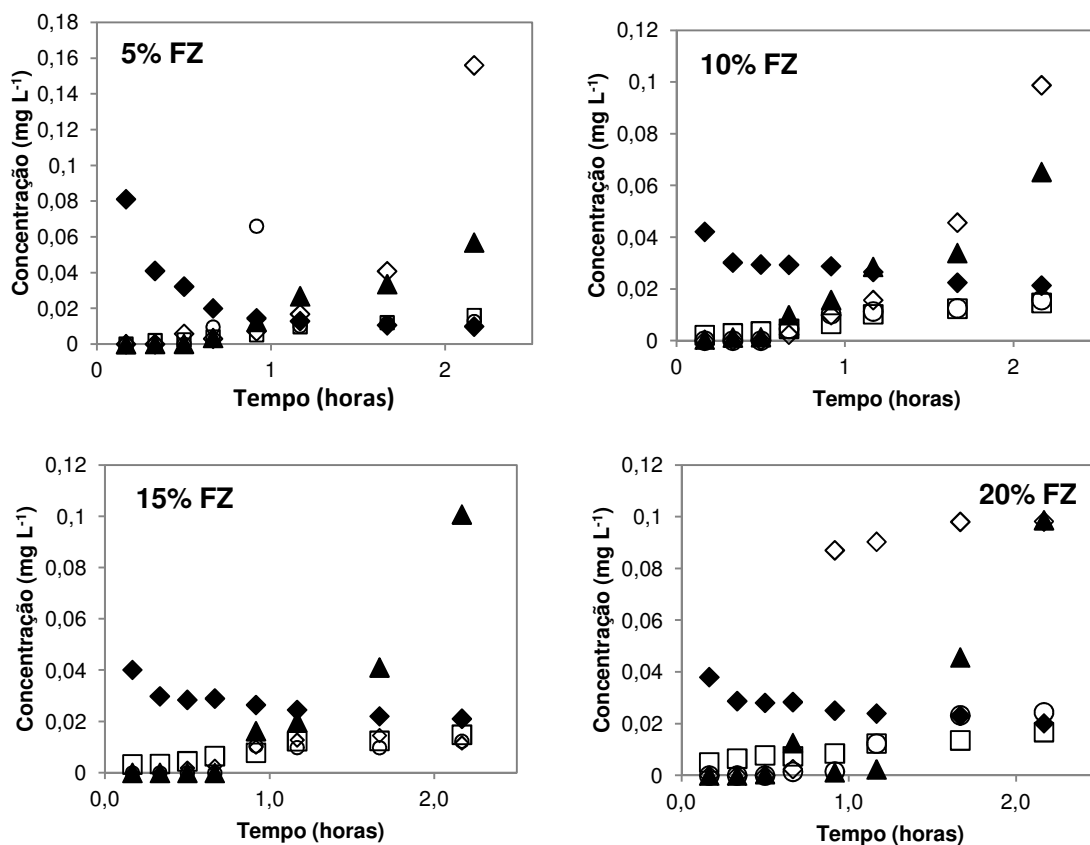 5% FZ
Concentração (mg L-1)
0,18
0,16
0,14
0,12
0,1
0,08
0,06
0,04
0,02
0
0 1 2
Tempo (horas)
10% FZ
Concentração (mg L-1)
0,12
0,1
0,08
0,06
0,04
0,02
0
0 1 2
Tempo (horas)
15% FZ
Concentração (mg L-1)
0,12
0,1
0,08
0,06
0,04
0,02
0
0,0 1,0 2,0
Tempo (horas)
20% FZ
Concentração (mg L-1)
0,12
0,1
0,08
0,06
0,04
0,02
0
0,0 1,0 2,0
Tempo (horas)